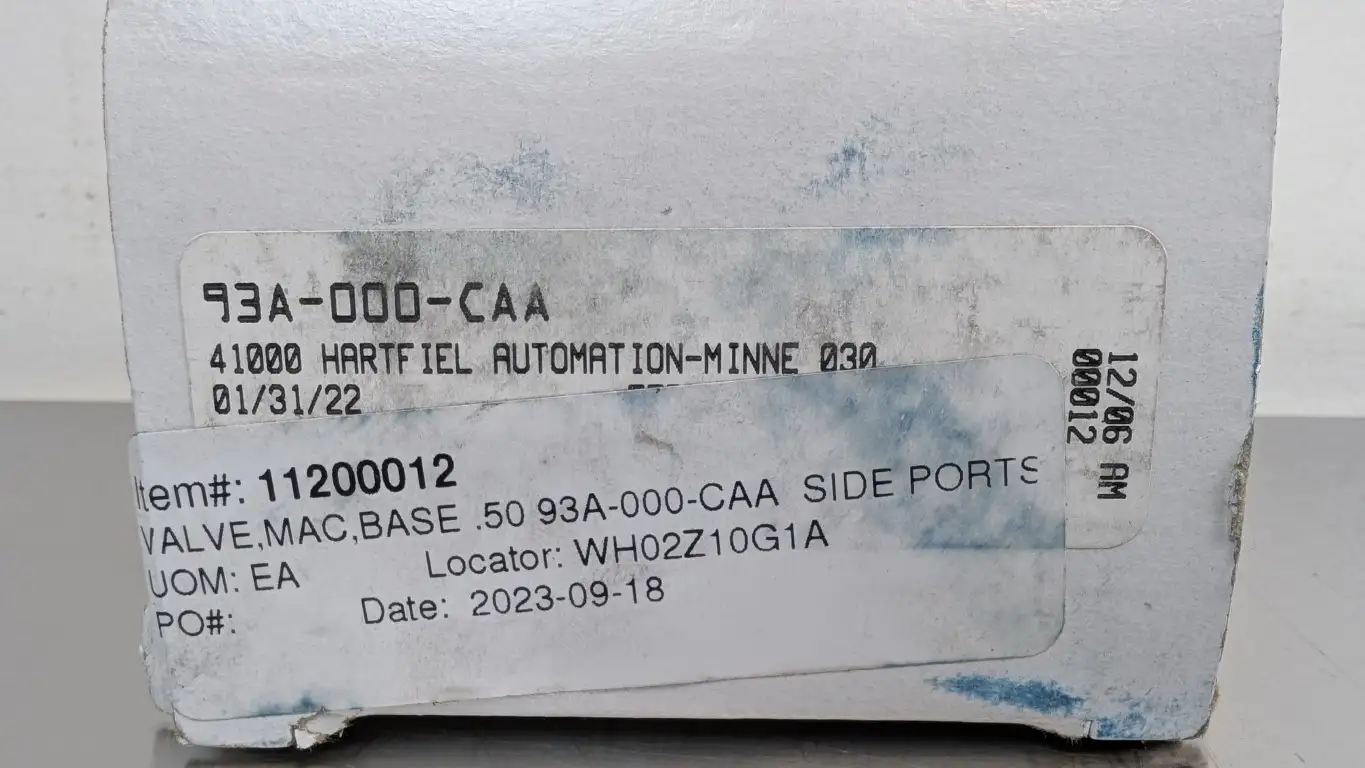 93A-000-CAA
41000 HARTFIEL AUTOMATION-MINNE 030
01/31/22
12/06 AM
00012
Item#: 11200012
VALVE,MAC,BASE .50 93A-000-CAA SIDE PORTS
UOM: EA Locator: WH02Z10G1A
PO#: Date: 2023-09-18